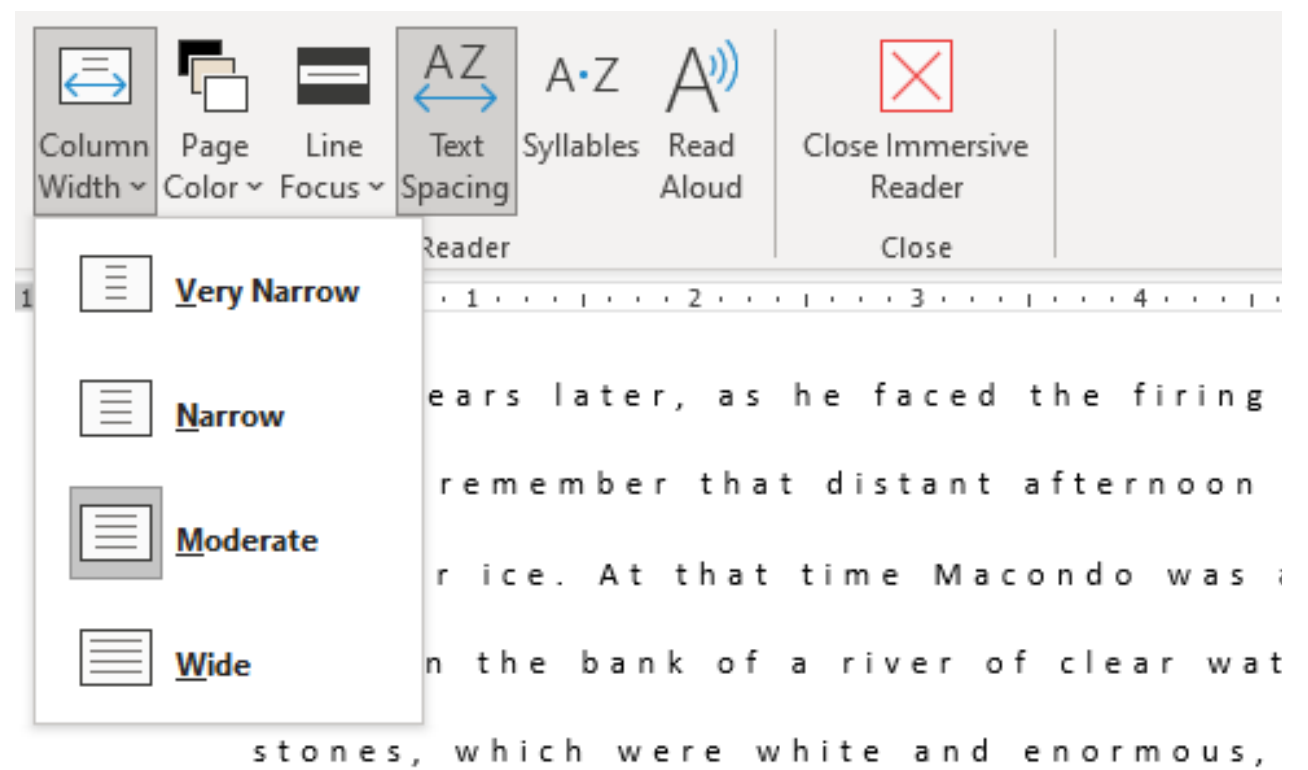 AZ A·Z A
Column Page Line Text Syllables Read Close Immersive
Width Color Focus Spacing Aloud Reader
Reader Close
Very Narrow
Narrow
Moderate
Wide
1 1 2 3 4
ears later, as he faced the firing
remember that distant afternoon
r ice. At that time Macondo was
n the bank of a river of clear wat
stones, which were white and enormous,